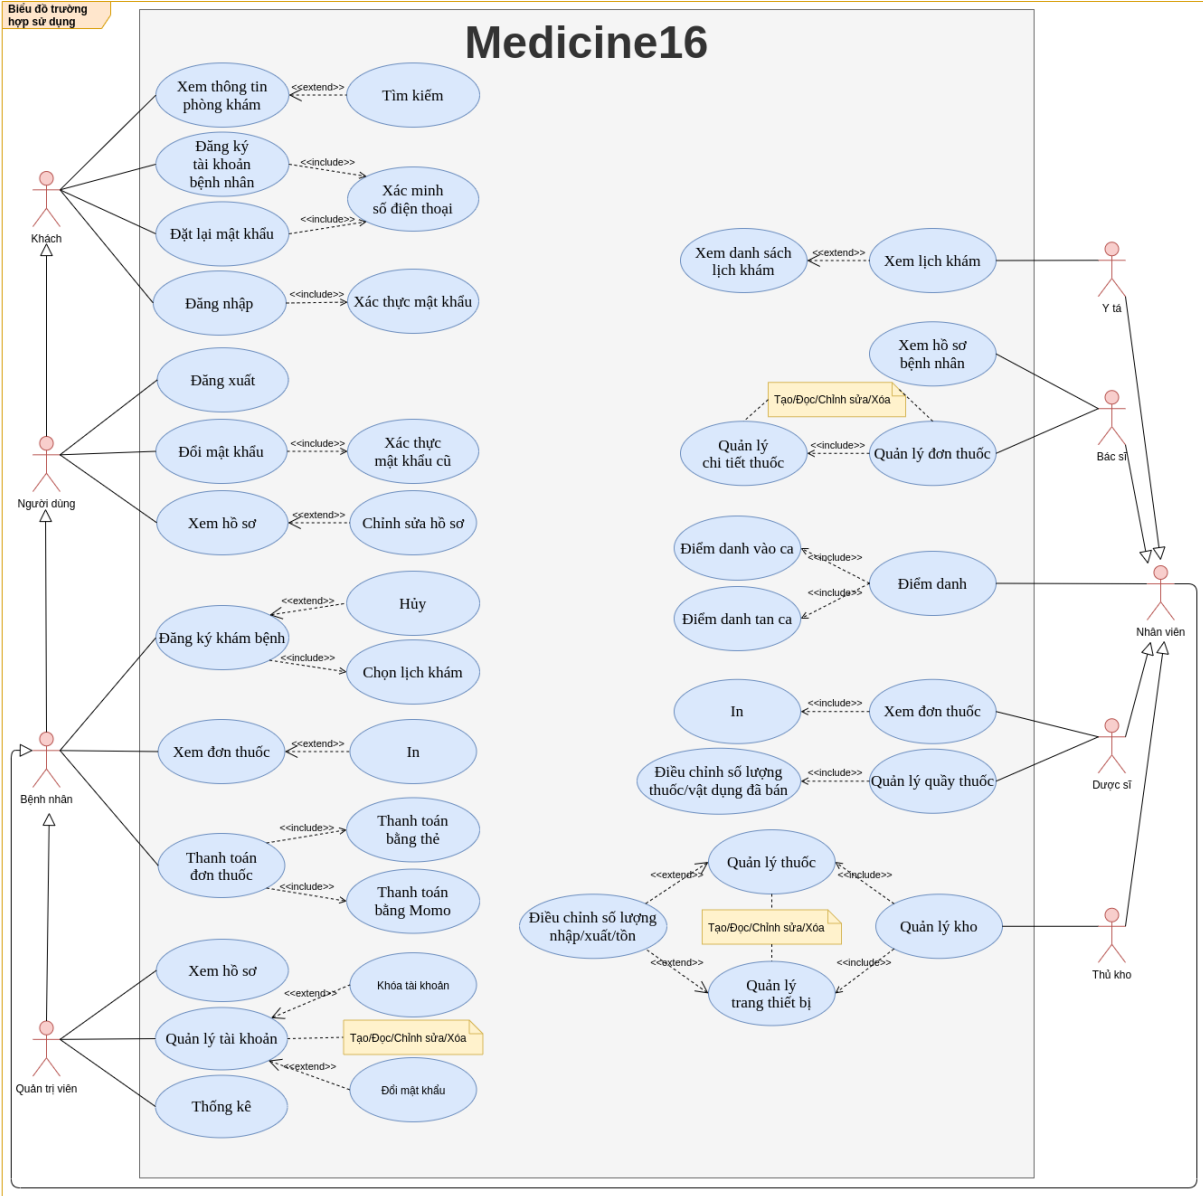 Biểu đồ trường
hợp sử dụng
Medicine16
Xem thông tin
phòng khám
<<extend>>
Tìm kiếm
Đăng ký
tài khoản
bệnh nhân
<<include>>
Xác minh
số điện thoại
Đặt lại mật khẩu
<<include>>
Khách
Đăng nhập
<<include>>
Xác thực mật khẩu
Đăng xuất
Đổi mật khẩu
<<include>>
Xác thực
mật khẩu cũ
Người dùng
Xem hồ sơ
<<extend>>
Chỉnh sửa hồ sơ
Đăng ký khám bệnh
<<extend>>
Hủy
<<include>>
Chọn lịch khám
Xem đơn thuốc
<<extend>>
In
Bệnh nhân
Thanh toán
đơn thuốc
<<include>>
Thanh toán
bằng thẻ
<<include>>
Thanh toán
bằng Momo
Xem hồ sơ
Quản lý tài khoản
<<extend>>
Khóa tài khoản
Tạo/Đọc/Chỉnh sửa/Xóa
<<extend>>
Đổi mật khẩu
Quản trị viên
Thống kê
Xem danh sách
lịch khám
<<extend>>
Xem lịch khám
Y tá
Xem hồ sơ
bệnh nhân
Tạo/Đọc/Chỉnh sửa/Xóa
Quản lý
chi tiết thuốc
<<include>>
Quản lý đơn thuốc
Bác sĩ
Điểm danh vào ca
<<include>>
Điểm danh
<<include>>
Điểm danh tan ca
Nhân viên
In
<<include>>
Xem đơn thuốc
Điều chỉnh số lượng
thuốc/vật dụng đã bán
<<include>>
Quản lý quầy thuốc
Dược sĩ
Quản lý thuốc
<<extend>>
<<include>>
Điều chỉnh số lượng
nhập/xuất/tồn
Tạo/Đọc/Chỉnh sửa/Xóa
Quản lý kho
<<extend>>
<<include>>
Quản lý
trang thiết bị
Thủ kho